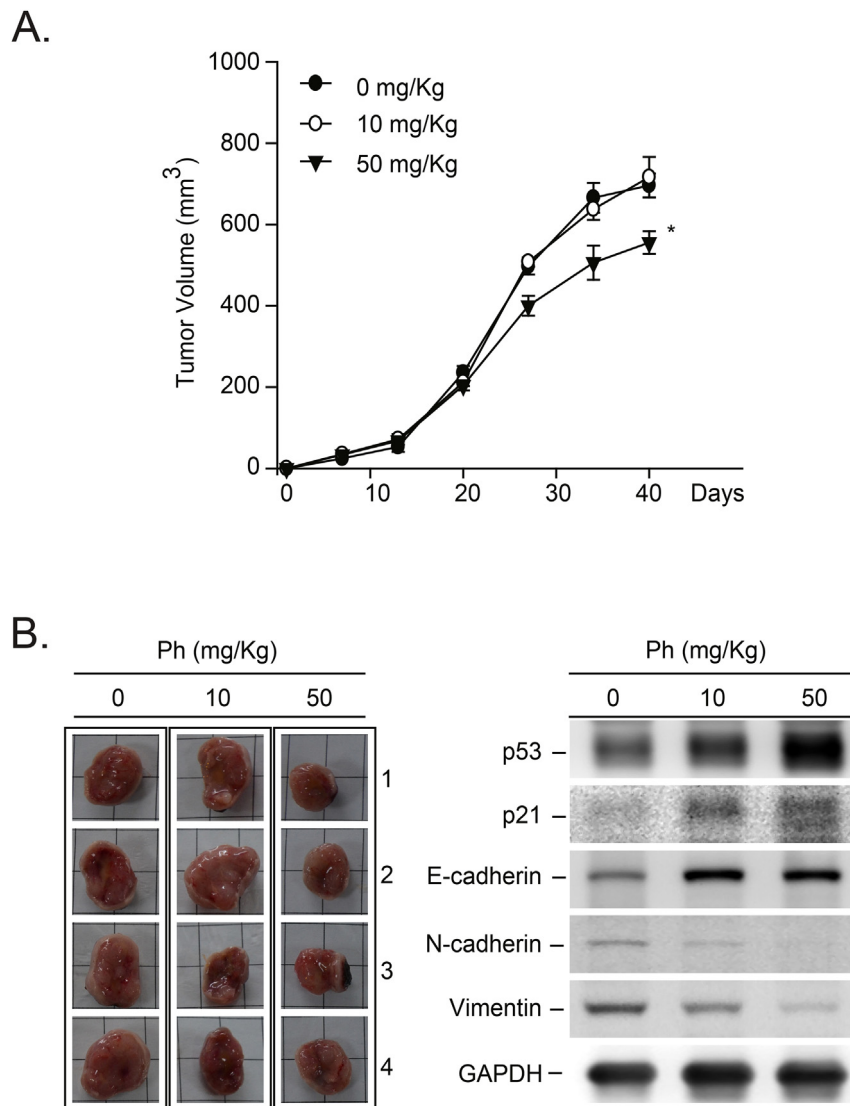 A.
1000
800
600
400
200
0
Tumor Volume (mm3)
0 mg/Kg
10 mg/Kg
50 mg/Kg
*
0 10 20 30 40 Days
B.
Ph (mg/Kg)
0 10 50
1
2
3
4
Ph (mg/Kg)
0 10 50
p53 –
p21 –
E-cadherin –
N-cadherin –
Vimentin –
GAPDH –